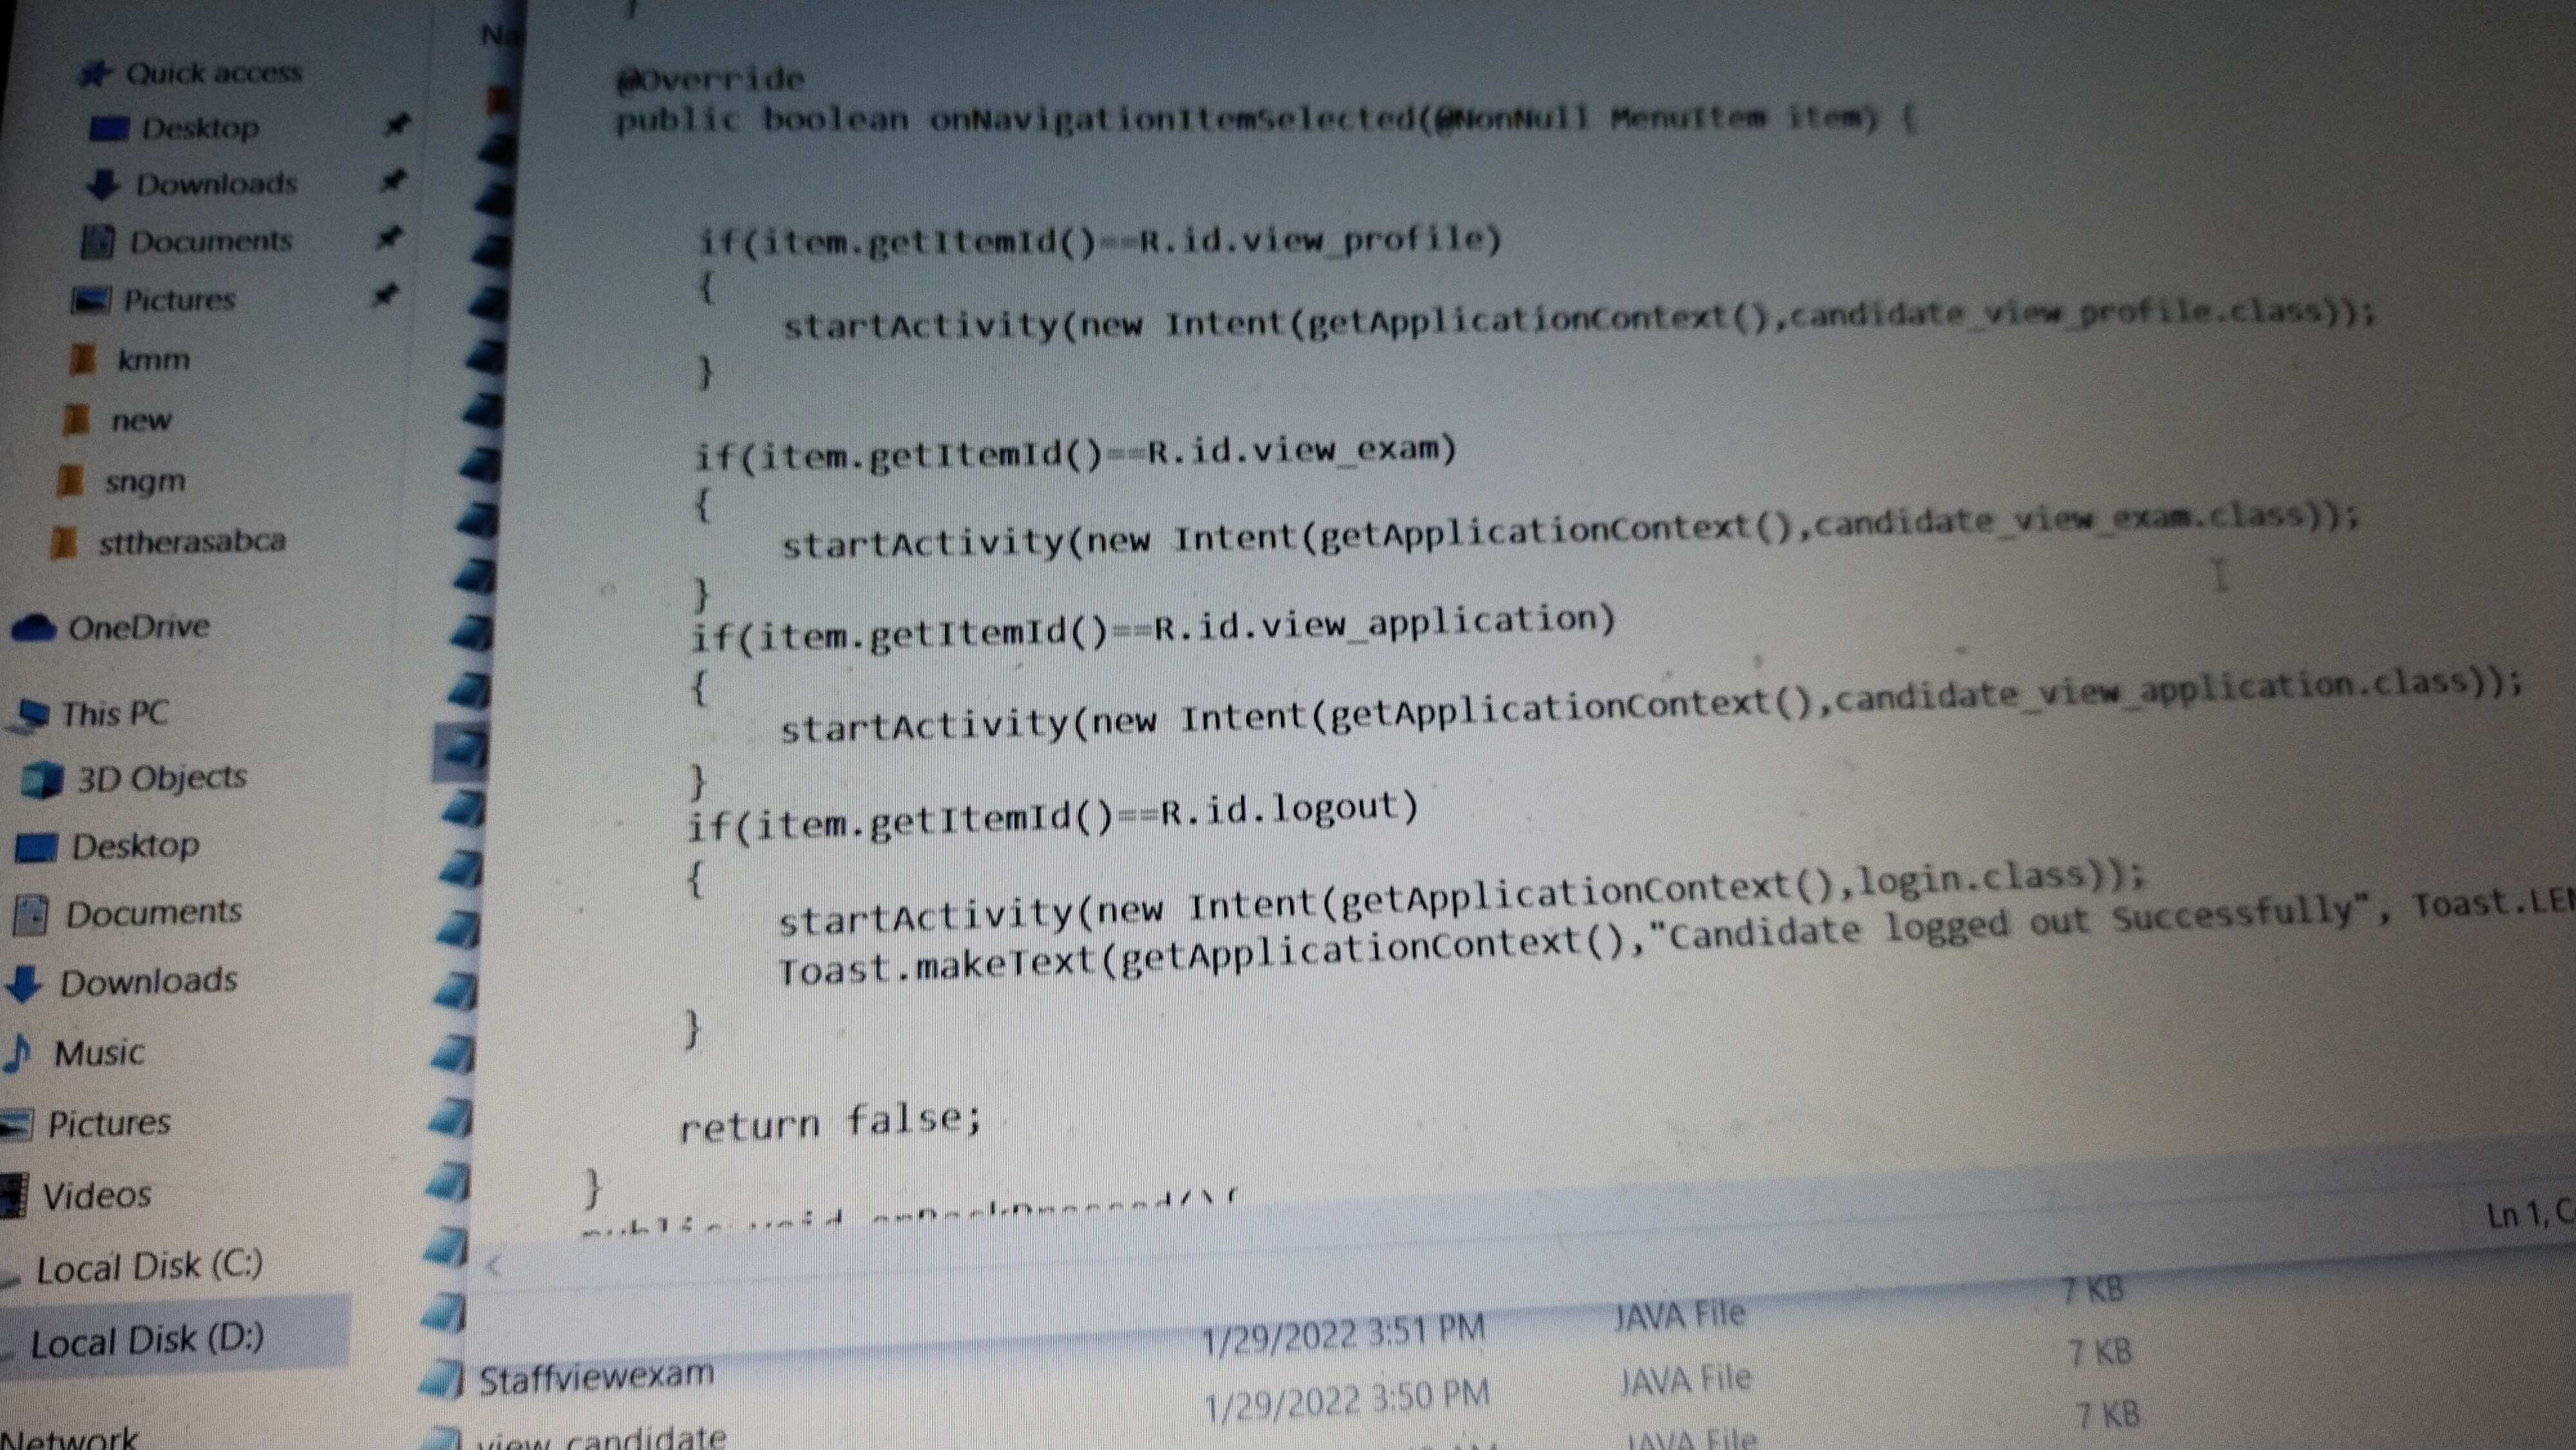 Quick access
Desktop
Downloads
Documents
Pictures
kmm
new
sngm
sttherasabca
OneDrive
This PC
3D Objects
Desktop
Documents
Downloads
Music
Pictures
Videos
Local Disk (C:)
Local Disk (D:)
Network
Na
@Override
public boolean onNavigationItemSelected(@NonNull MenuItem item) {
if(item.getItemId()==R.id.view_profile)
{
startActivity(new Intent(getApplicationContext(),candidate_view_profile.class));
}
if(item.getItemId()==R.id.view_exam)
{
startActivity(new Intent(getApplicationContext(),candidate_view_exam.class));
}
if(item.getItemId()==R.id.view_application)
{
startActivity(new Intent(getApplicationContext(),candidate_view_application.class));
}
if(item.getItemId()==R.id.logout)
{
startActivity(new Intent(getApplicationContext(),login.class));
Toast.makeText(getApplicationContext(),"Candidate logged out Successfully", Toast.LEN
}
return false;
}
Ln 1, C
1/29/2022 3:51 PM JAVA File 7 KB
Staffviewexam 1/29/2022 3:50 PM JAVA File 7 KB
view_candidate JAVA File 7 KB